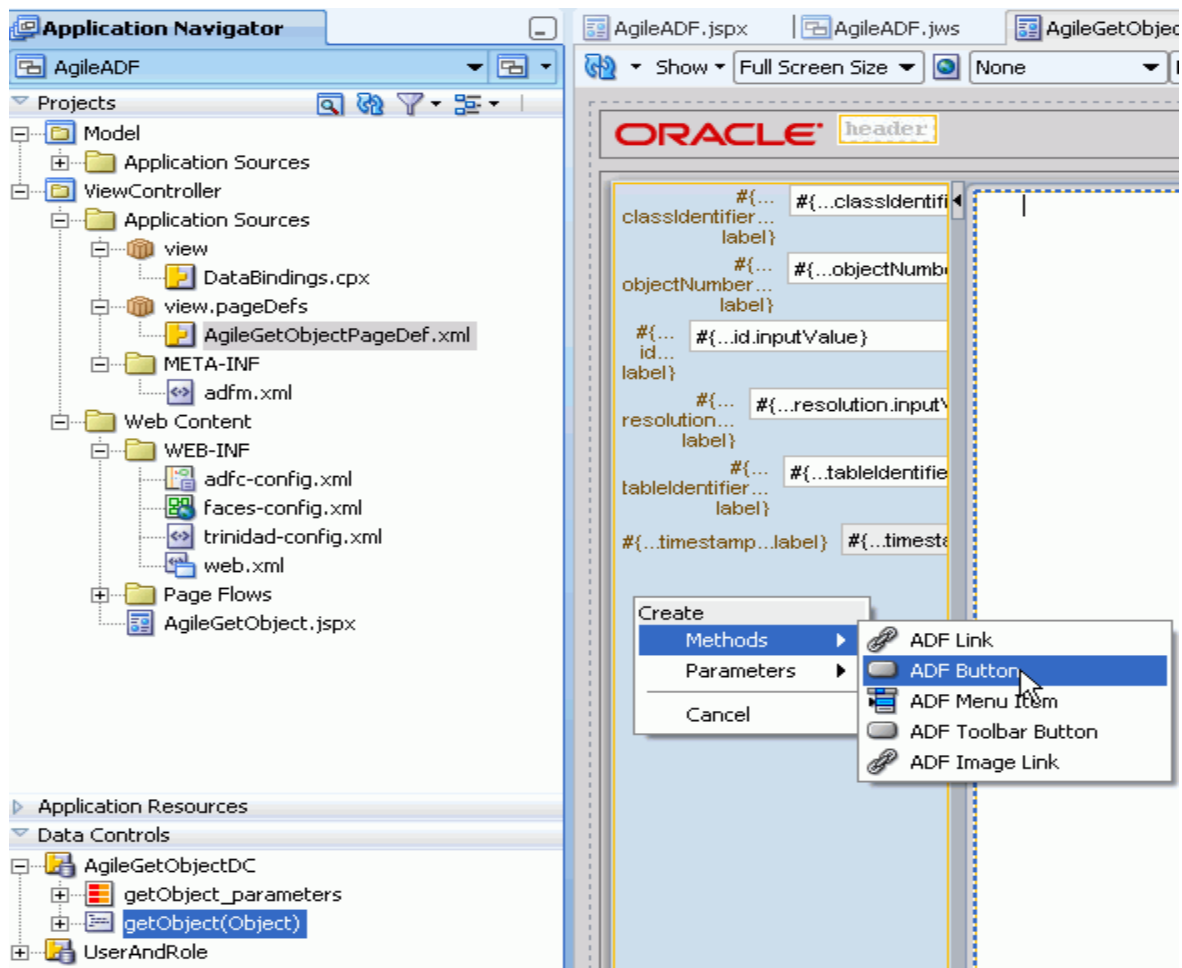 Application Navigator
AgileADF
Projects
Model
Application Sources
ViewController
Application Sources
view
DataBindings.cpx
view.pageDefs
AgileGetObjectPageDef.xml
META-INF
adfm.xml
Web Content
WEB-INF
adfc-config.xml
faces-config.xml
trinidad-config.xml
web.xml
Page Flows
AgileGetObject.jspx
Application Resources
Data Controls
AgileGetObjectDC
getObject_parameters
getObject(Object)
UserAndRole
AgileADF.jspx AgileADF.jws AgileGetObjec
Show Full Screen Size None
ORACLE header
#{... #{...classIdentifi
classIdentifier...
label}
#{... #{...objectNumbe
objectNumber...
label}
#{... #{...id.inputValue}
id...
label}
#{... #{...resolution.input
resolution...
label}
#{... #{...tableIdentifie
tableIdentifier...
label}
#{...timestamp...label} #{...timesta
Create
Methods
Parameters
Cancel
ADF Link
ADF Button
ADF Menu Item
ADF Toolbar Button
ADF Image Link